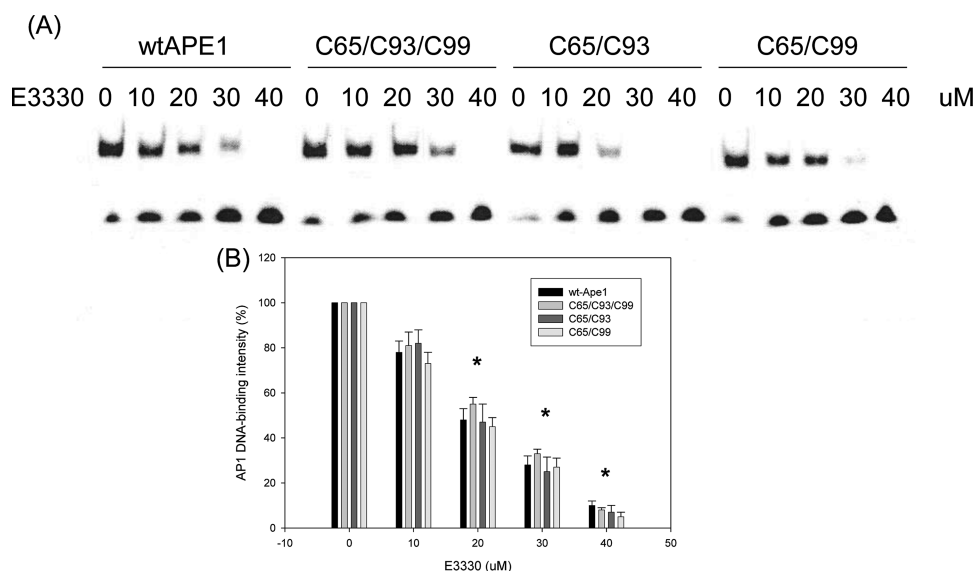 (A)
wtAPE1 C65/C93/C99 C65/C93 C65/C99
E3330 0 10 20 30 40 0 10 20 30 40 0 10 20 30 40 0 10 20 30 40 uM
(B)
120
100
80
60
40
20
0
AP1 DNA-binding intensity (%)
wt-Ape1
C65/C93/C99
C65/C93
C65/C99
*
*
*
-10 0 10 20 30 40 50
E3330 (uM)